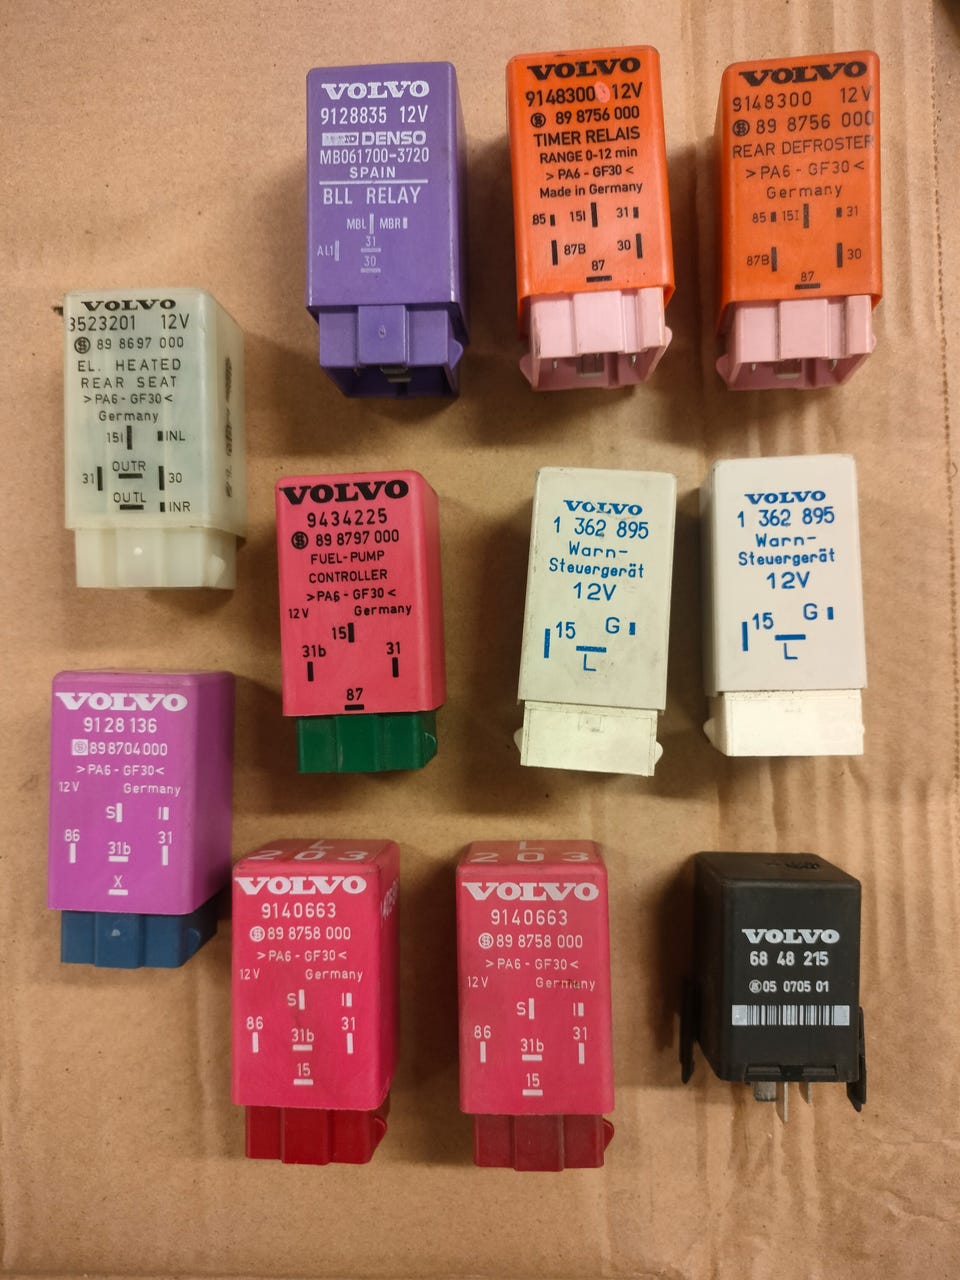 VOLVO
9128835 12V
DENSO
MB061700-3720
SPAIN
BLL RELAY
MBL MBR
AL1
31
30
VOLVO
9148300 12V
89 8756 000
TIMER RELAIS
RANGE 0-12 min
> PA6 - GF30 <
Made in Germany
85 15I 31
87B 30
87
VOLVO
9148300 12V
89 8756 000
REAR DEFROSTER
> PA6 - GF30 <
Germany
85 15I 31
87B 30
87
VOLVO
3523201 12V
89 8697 000
EL. HEATED
REAR SEAT
>PA6 - GF30<
Germany
15I INL
31 OUTR 30
OUTL INR
VOLVO
9434225
89 8797 000
FUEL-PUMP
CONTROLLER
>PA6 - GF30<
12V Germany
15
31b 31
87
VOLVO
1 362 895
Warn-
Steuergerät
12V
15 G
L
VOLVO
1 362 895
Warn-
Steuergerät
12V
15 G
L
VOLVO
9128 136
898704000
>PA6 - GF30<
12V Germany
S I
86 31b 31
X
L
203
VOLVO
9140663
89 8758 000
>PA6 - GF30<
12V Germany
S I
86 31b 31
15
L
203
VOLVO
9140663
89 8758 000
>PA6 - GF30<
12V Germany
S I
86 31b 31
15
VOLVO
68 48 215
05 0705 01